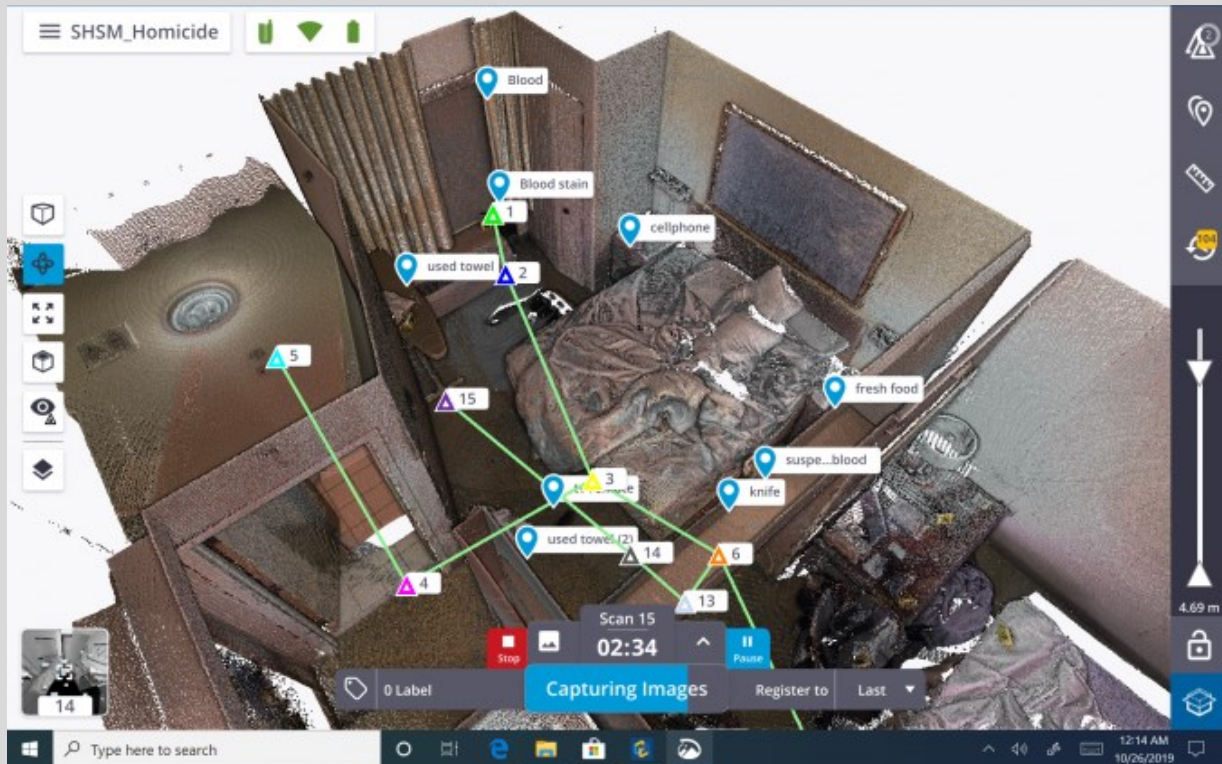 SHSM_Homicide
2
Blood
Blood stain
1
cellphone
used towel
2
104
5
fresh food
15
suspe...blood
3
knife
used towel (2)
14
6
4
13
4.69 m
Scan 15
02:34
Stop
Pause
14
0 Label
Capturing Images
Register to
Last
Type here to search
12:14 AM
10/26/2019